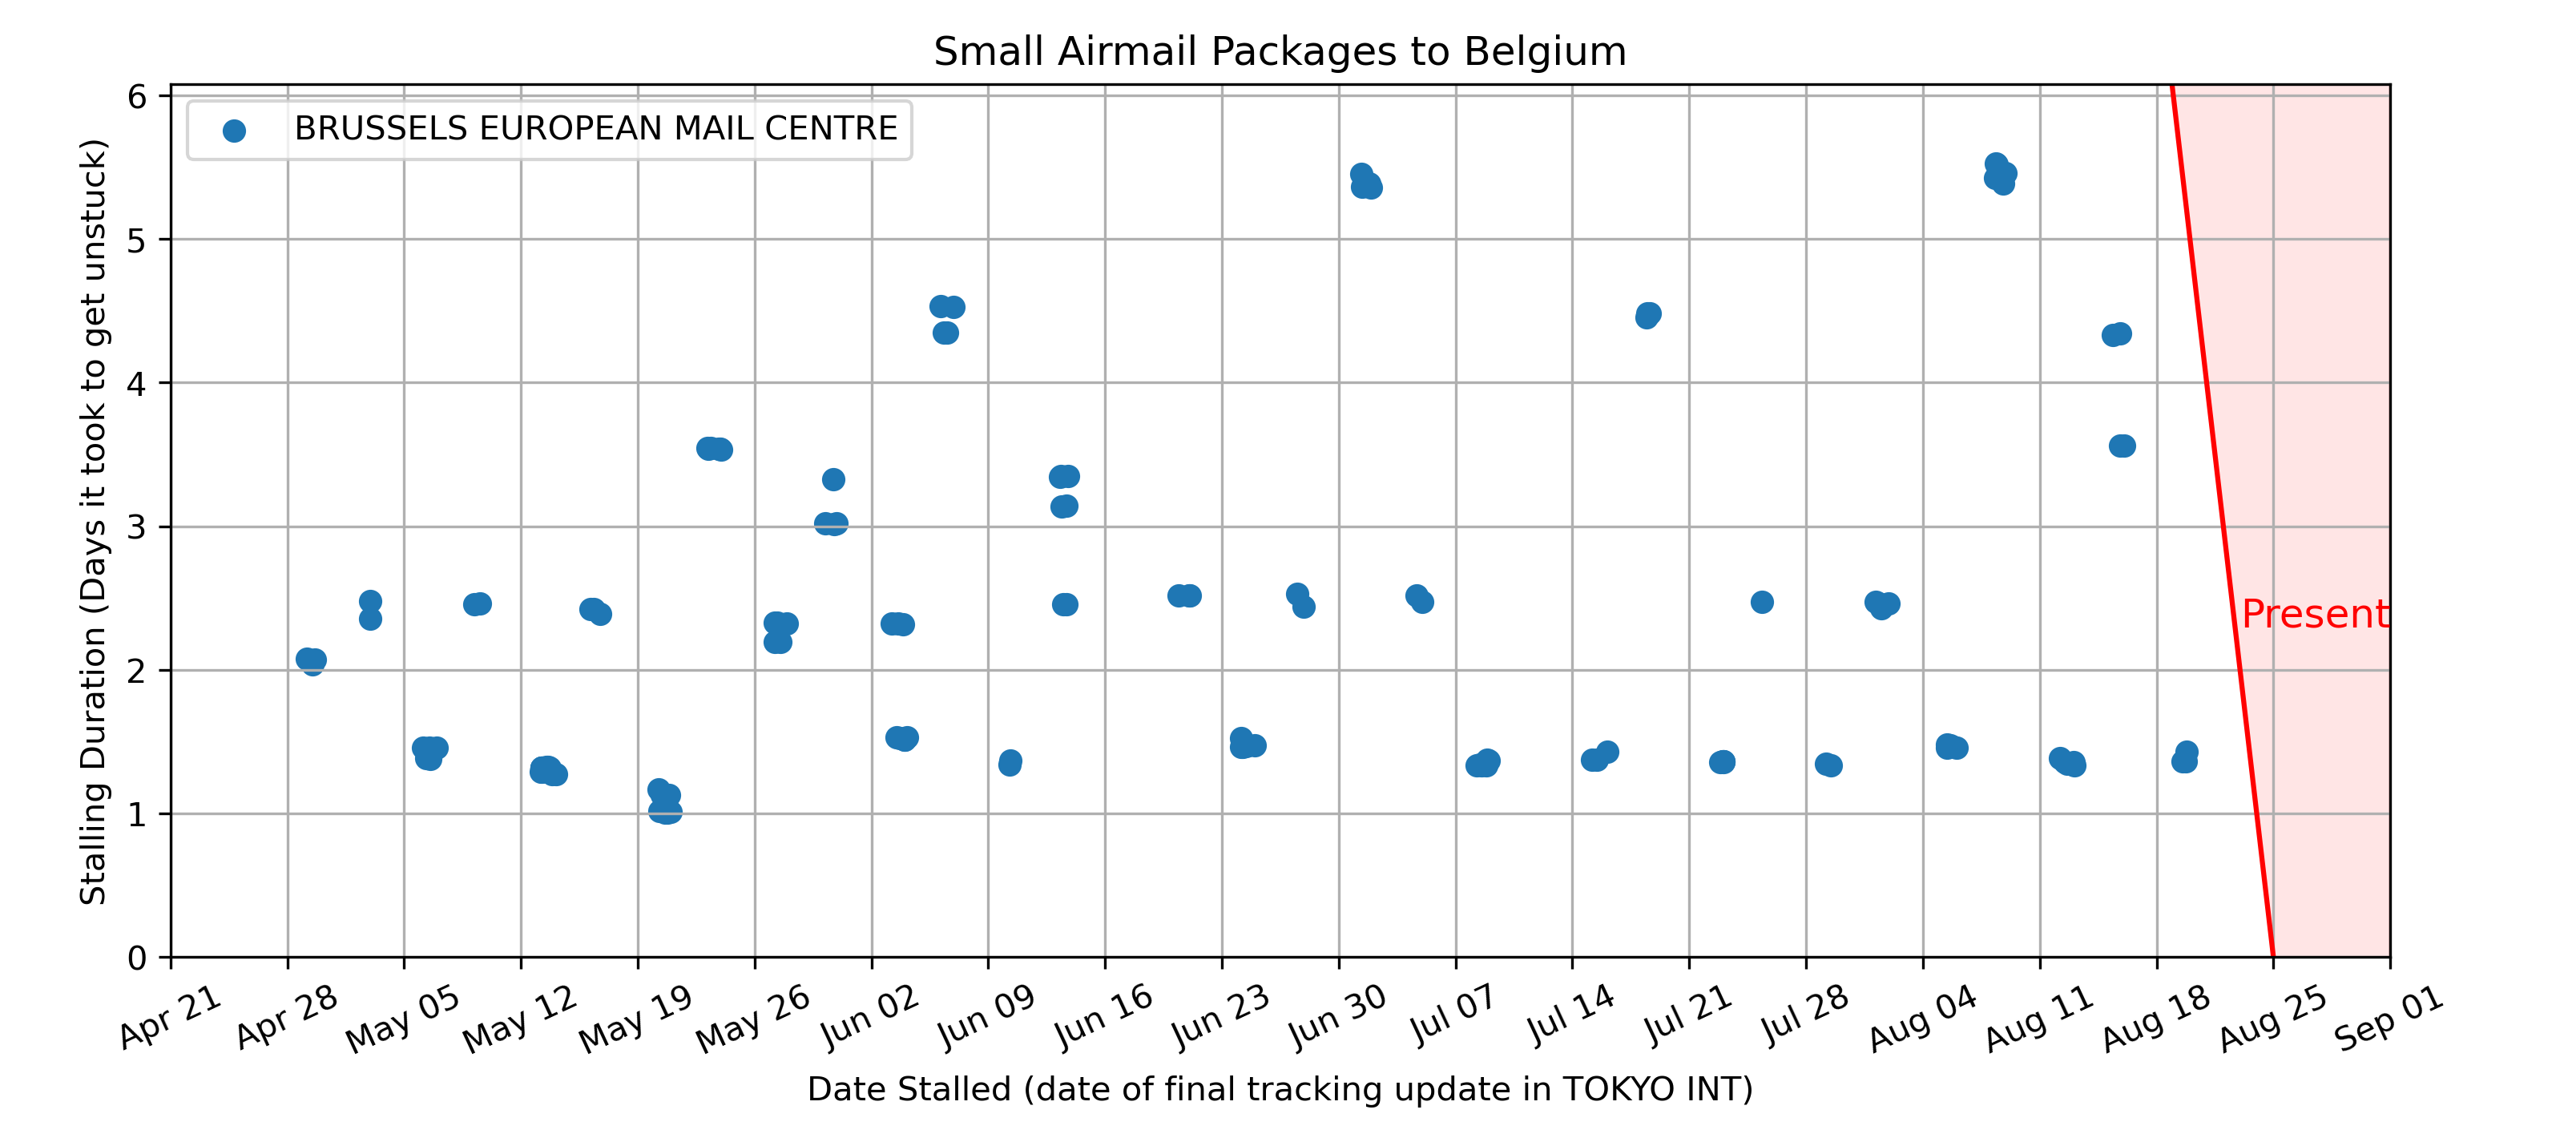 Small Airmail Packages to Belgium
BRUSSELS EUROPEAN MAIL CENTRE
Stalling Duration (Days it took to get unstuck)
6
5
4
3
2
1
0
Present
Apr 21
Apr 28
May 05
May 12
May 19
May 26
Jun 02
Jun 09
Jun 16
Jun 23
Jun 30
Jul 07
Jul 14
Jul 21
Jul 28
Aug 04
Aug 11
Aug 18
Aug 25
Sep 01
Date Stalled (date of final tracking update in TOKYO INT)